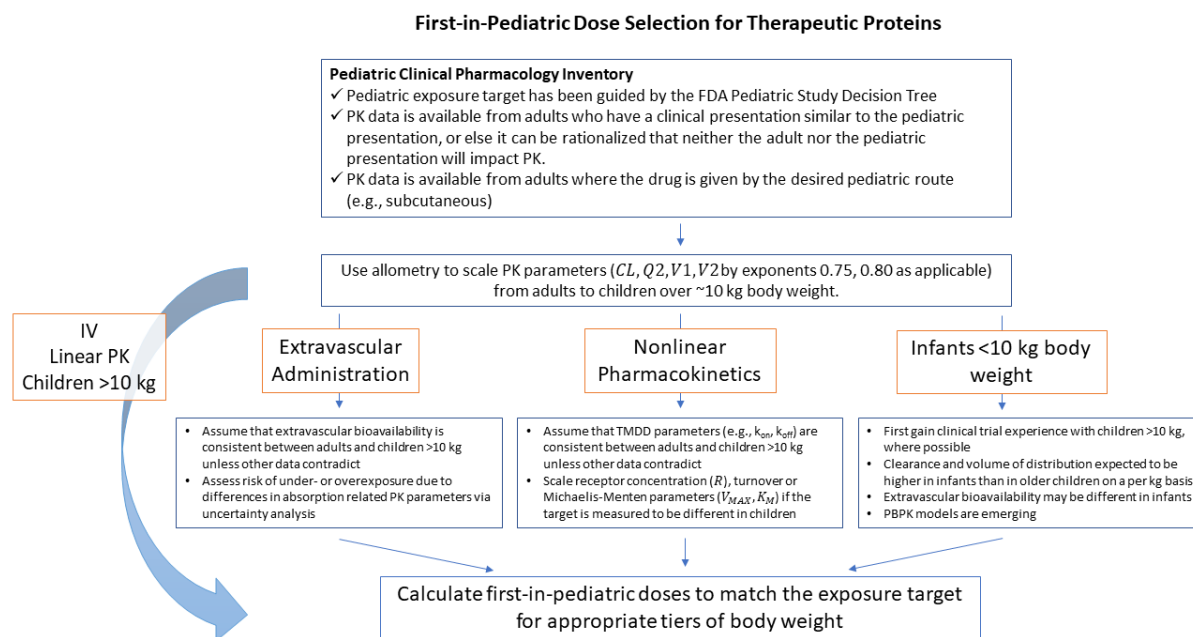 First-in-Pediatric Dose Selection for Therapeutic Proteins
Pediatric Clinical Pharmacology Inventory
✓ Pediatric exposure target has been guided by the FDA Pediatric Study Decision Tree
✓ PK data is available from adults who have a clinical presentation similar to the pediatric
presentation, or else it can be rationalized that neither the adult nor the pediatric
presentation will impact PK.
✓ PK data is available from adults where the drug is given by the desired pediatric route
(e.g., subcutaneous)
Use allometry to scale PK parameters (CL, Q2, V1, V2 by exponents 0.75, 0.80 as applicable)
from adults to children over ~10 kg body weight.
IV
Linear PK
Children >10 kg
Extravascular
Administration
• Assume that extravascular bioavailability is
consistent between adults and children >10 kg
unless other data contradict
• Assess risk of under- or overexposure due to
differences in absorption related PK parameters via
uncertainty analysis
Nonlinear
Pharmacokinetics
• Assume that TMDD parameters (e.g., kon, koff) are
consistent between adults and children >10 kg
unless other data contradict
• Scale receptor concentration (R), turnover or
Michaelis-Menten parameters (VMAX, KM) if the
target is measured to be different in children
Infants <10 kg body
weight
• First gain clinical trial experience with children >10 kg,
where possible
• Clearance and volume of distribution expected to be
higher in infants than in older children on a per kg basis
• Extravascular bioavailability may be different in infants
• PBPK models are emerging
Calculate first-in-pediatric doses to match the exposure target
for appropriate tiers of body weight